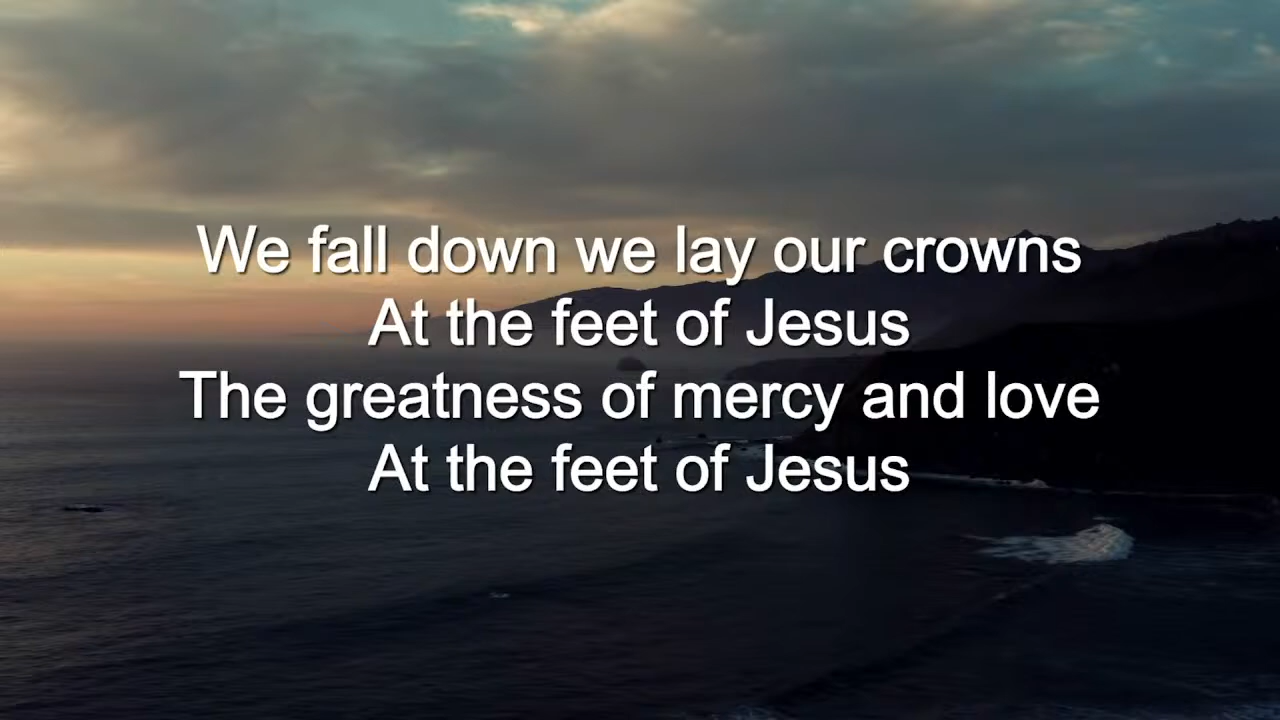 We fall down we lay our crowns
At the feet of Jesus
The greatness of mercy and love
At the feet of Jesus